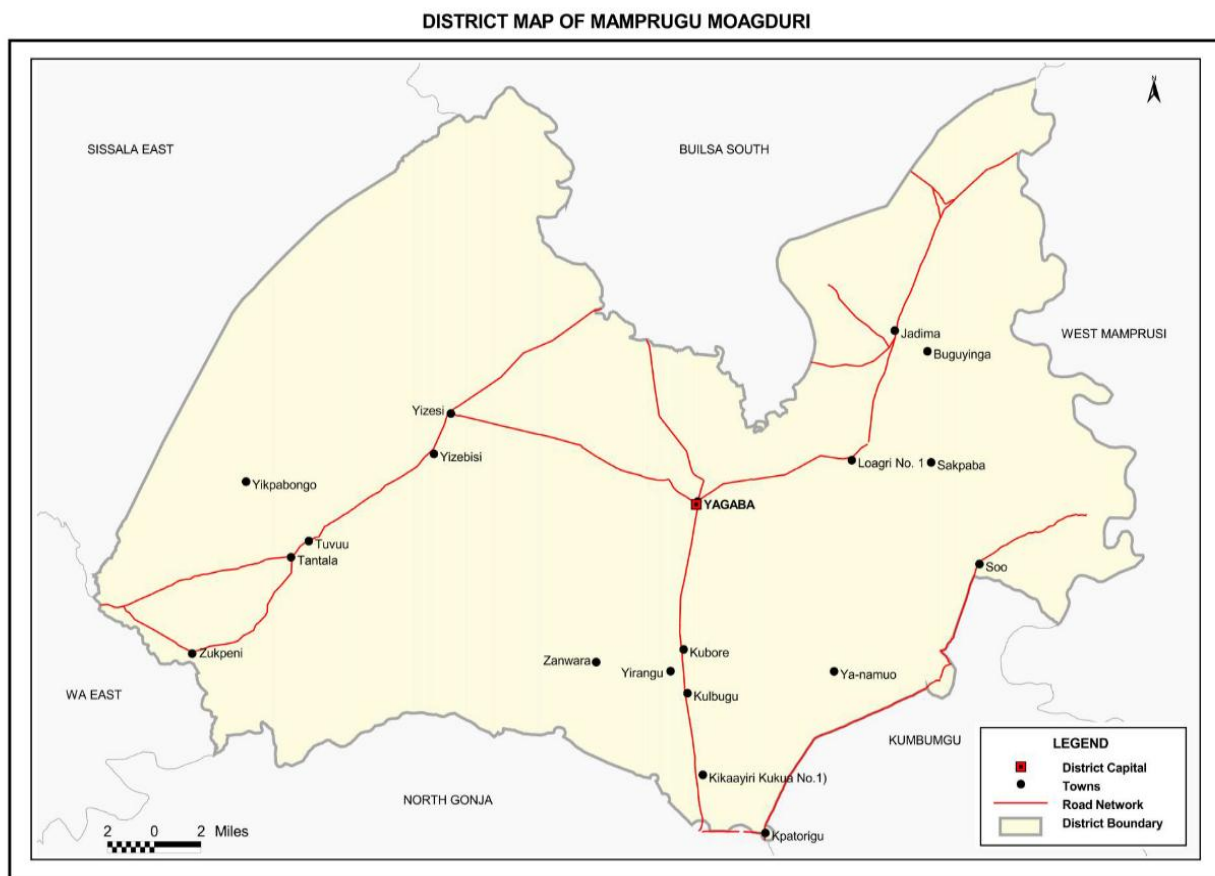 DISTRICT MAP OF MAMPRUGU MOAGDURI
N
SISSALA EAST
BUILSA SOUTH
Jadima
WEST MAMPRUSI
Buguyinga
Yizesi
Yizebisi
Loagri No. 1
Sakpaba
Yikpabongo
YAGABA
Tuvuu
Tantala
Soo
Zukpeni
Kubore
Zanwara
Yirangu
Ya-namuo
WA EAST
Kulbugu
KUMBUMGU
Kikaayiri Kukua No.1)
NORTH GONJA
Kpatorigu
2 0 2 Miles
LEGEND
District Capital
Towns
Road Network
District Boundary